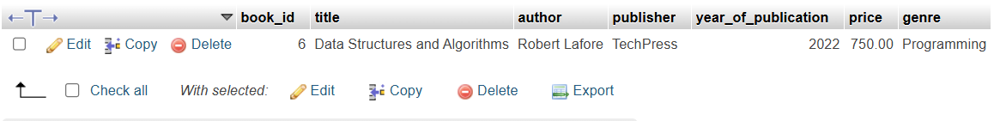 book_id title author publisher year_of_publication price genre
Edit Copy Delete 6 Data Structures and Algorithms Robert Lafore TechPress 2022 750.00 Programming
Check all With selected: Edit Copy Delete Export